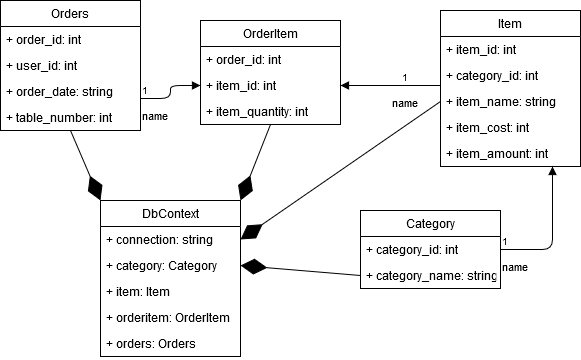 Orders
+ order_id: int
+ user_id: int
+ order_date: string
+ table_number: int
1
name
OrderItem
+ order_id: int
+ item_id: int
+ item_quantity: int
1
name
Item
+ item_id: int
+ category_id: int
+ item_name: string
+ item_cost: int
+ item_amount: int
DbContext
+ connection: string
+ category: Category
+ item: Item
+ orderitem: OrderItem
+ orders: Orders
Category
+ category_id: int
+ category_name: string
1
name